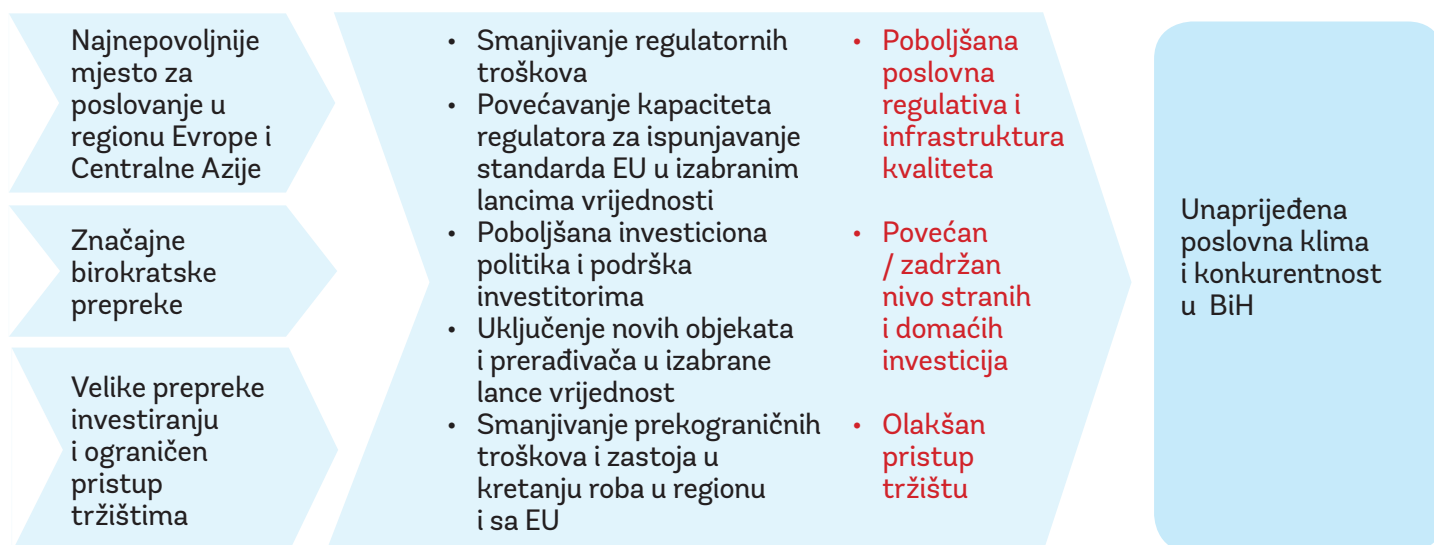 Najnepovoljnije
mjesto za
poslovanje u
regionu Evrope i
Centralne Azije
Značajne
birokratske
prepreke
Velike prepreke
investiranju
i ograničen
pristup
tržištima
• Smanjivanje regulatornih
troškova
• Povećavanje kapaciteta
regulatora za ispunjavanje
standarda EU u izabranim
lancima vrijednosti
• Poboljšana investiciona
politika i podrška
investitorima
• Uključenje novih objekata
i prerađivača u izabrane
lance vrijednost
• Smanjivanje prekograničnih
troškova i zastoja u
kretanju roba u regionu
i sa EU
• Poboljšana
poslovna
regulativa i
infrastruktura
kvaliteta
• Povećan
/ zadržan
nivo stranih
i domaćih
investicija
• Olakšan
pristup
tržištu
Unaprijeđena
poslovna klima
i konkurentnost
u BiH